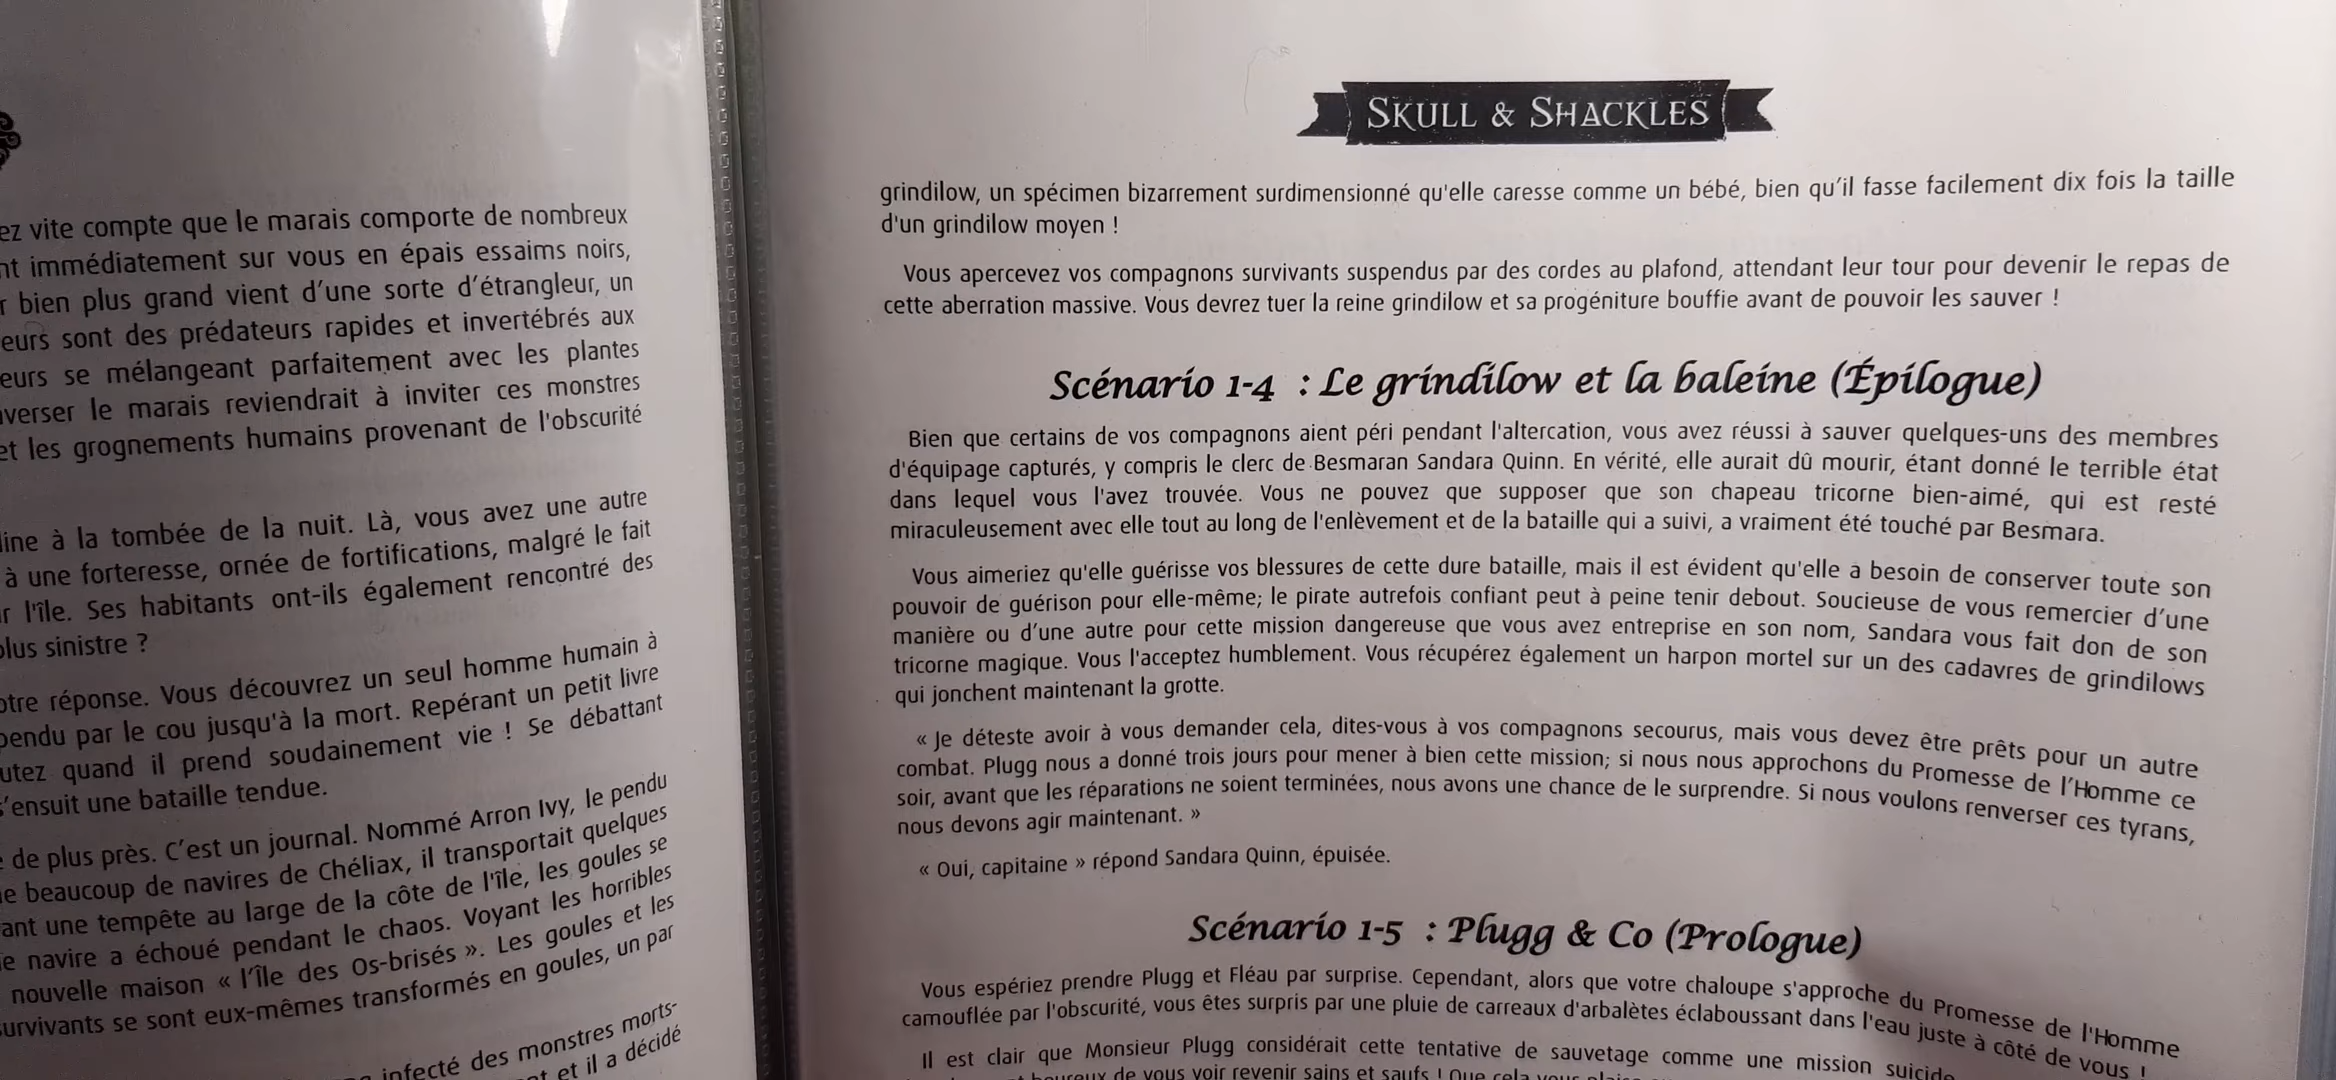 vite compte que le marais comporte de nombreux
immédiatement sur vous en épais essaims noirs,
bien plus grand vient d’une sorte d’étrangleur, un
sont des prédateurs rapides et invertébrés aux
se mélangeant parfaitement avec les plantes
le marais reviendrait à inviter ces monstres
les grognements humains provenant de l'obscurité
à la tombée de la nuit. Là, vous avez une autre
à une forteresse, ornée de fortifications, malgré le fait
l'île. Ses habitants ont-ils également rencontré des
sinistre ?
réponse. Vous découvrez un seul homme humain à
par le cou jusqu'à la mort. Repérant un petit livre
quand il prend soudainement vie ! Se débattant
s’ensuit une bataille tendue.
de plus près. C’est un journal. Nommé Arron Ivy, le pendu
beaucoup de navires de Chéliax, il transportait quelques
une tempête au large de la côte de l'île, les goules se
navire a échoué pendant le chaos. Voyant les horribles
nouvelle maison « l’Île des Os-brisés ». Les goules et les
survivants se sont eux-mêmes transformés en goules, un par
infecté des monstres morts-
et il a décidé
SKULL & SHACKLES
grindilow, un spécimen bizarrement surdimensionné qu'elle caresse comme un bébé, bien qu’il fasse facilement dix fois la taille
d'un grindilow moyen !
Vous apercevez vos compagnons survivants suspendus par des cordes au plafond, attendant leur tour pour devenir le repas de
cette aberration massive. Vous devrez tuer la reine grindilow et sa progéniture bouffie avant de pouvoir les sauver !
Scénario 1-4 : Le grindilow et la baleine (Épilogue)
Bien que certains de vos compagnons aient péri pendant l'altercation, vous avez réussi à sauver quelques-uns des membres
d'équipage capturés, y compris le clerc de Besmaran Sandara Quinn. En vérité, elle aurait dû mourir, étant donné le terrible état
dans lequel vous l'avez trouvée. Vous ne pouvez que supposer que son chapeau tricorne bien-aimé, qui est resté
miraculeusement avec elle tout au long de l'enlèvement et de la bataille qui a suivi, a vraiment été touché par Besmara.
Vous aimeriez qu'elle guérisse vos blessures de cette dure bataille, mais il est évident qu'elle a besoin de conserver toute son
pouvoir de guérison pour elle-même; le pirate autrefois confiant peut à peine tenir debout. Soucieuse de vous remercier d’une
manière ou d’une autre pour cette mission dangereuse que vous avez entreprise en son nom, Sandara vous fait don de son
tricorne magique. Vous l'acceptez humblement. Vous récupérez également un harpon mortel sur un des cadavres de grindilows
qui jonchent maintenant la grotte.
« Je déteste avoir à vous demander cela, dites-vous à vos compagnons secourus, mais vous devez être prêts pour un autre
combat. Plugg nous a donné trois jours pour mener à bien cette mission; si nous nous approchons du Promesse de l’Homme ce
soir, avant que les réparations ne soient terminées, nous avons une chance de le surprendre. Si nous voulons renverser ces tyrans,
nous devons agir maintenant. »
« Oui, capitaine » répond Sandara Quinn, épuisée.
Scénario 1-5 : Plugg & Co (Prologue)
Vous espériez prendre Plugg et Fléau par surprise. Cependant, alors que votre chaloupe s'approche du Promesse de l'Homme
camouflée par l'obscurité, vous êtes surpris par une pluie de carreaux d'arbalètes éclaboussant dans l'eau juste à côté de vous !
Il est clair que Monsieur Plugg considérait cette tentative de sauvetage comme une mission suicide
heureux de vous voir revenir sains et saufs ! Que cela vous